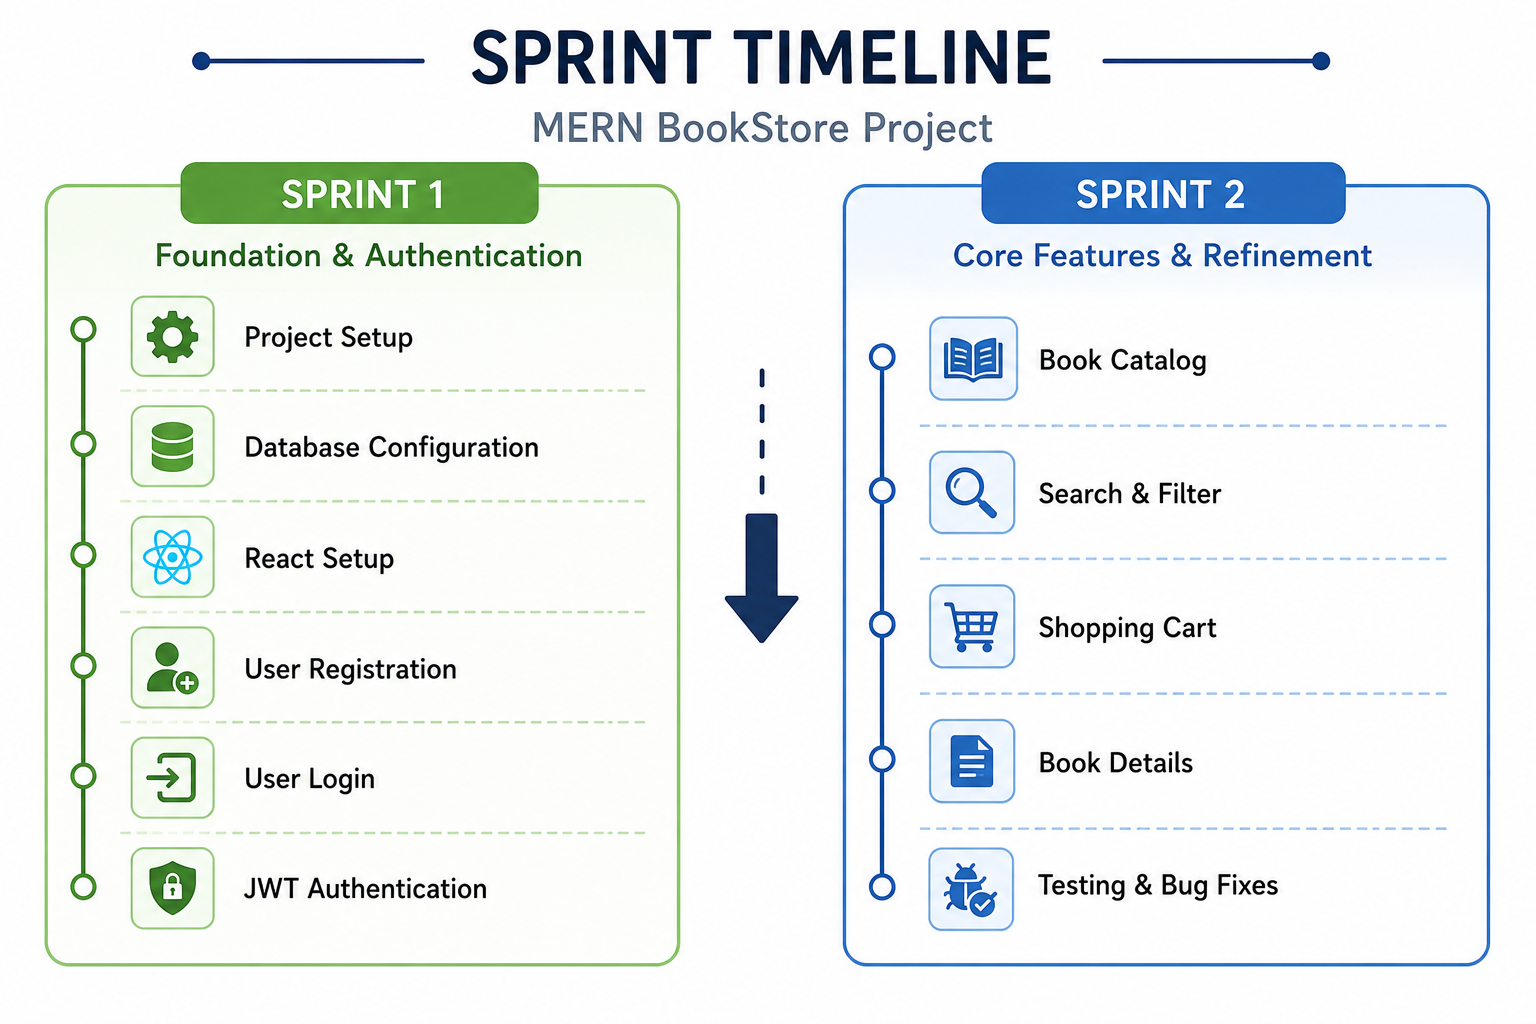 SPRINT TIMELINE
MERN BookStore Project
SPRINT 1
Foundation & Authentication
Project Setup
Database Configuration
React Setup
User Registration
User Login
JWT Authentication
SPRINT 2
Core Features & Refinement
Book Catalog
Search & Filter
Shopping Cart
Book Details
Testing & Bug Fixes